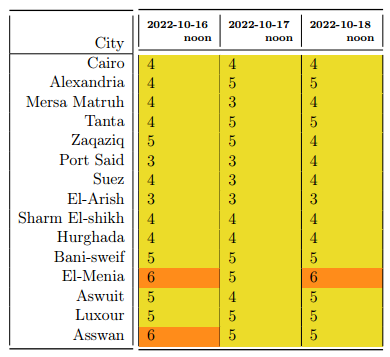 2022-10-16 2022-10-17 2022-10-18
noon noon noon
City
Cairo 4 4 4
Alexandria 4 5 5
Mersa Matruh 4 3 4
Tanta 4 5 5
Zaqaziq 5 5 4
Port Said 3 3 4
Suez 4 3 4
El-Arish 3 3 3
Sharm El-shikh 4 4 4
Hurghada 4 4 4
Bani-sweif 5 5 5
El-Menia 6 5 6
Aswuit 5 4 5
Luxour 5 5 5
Asswan 6 5 5